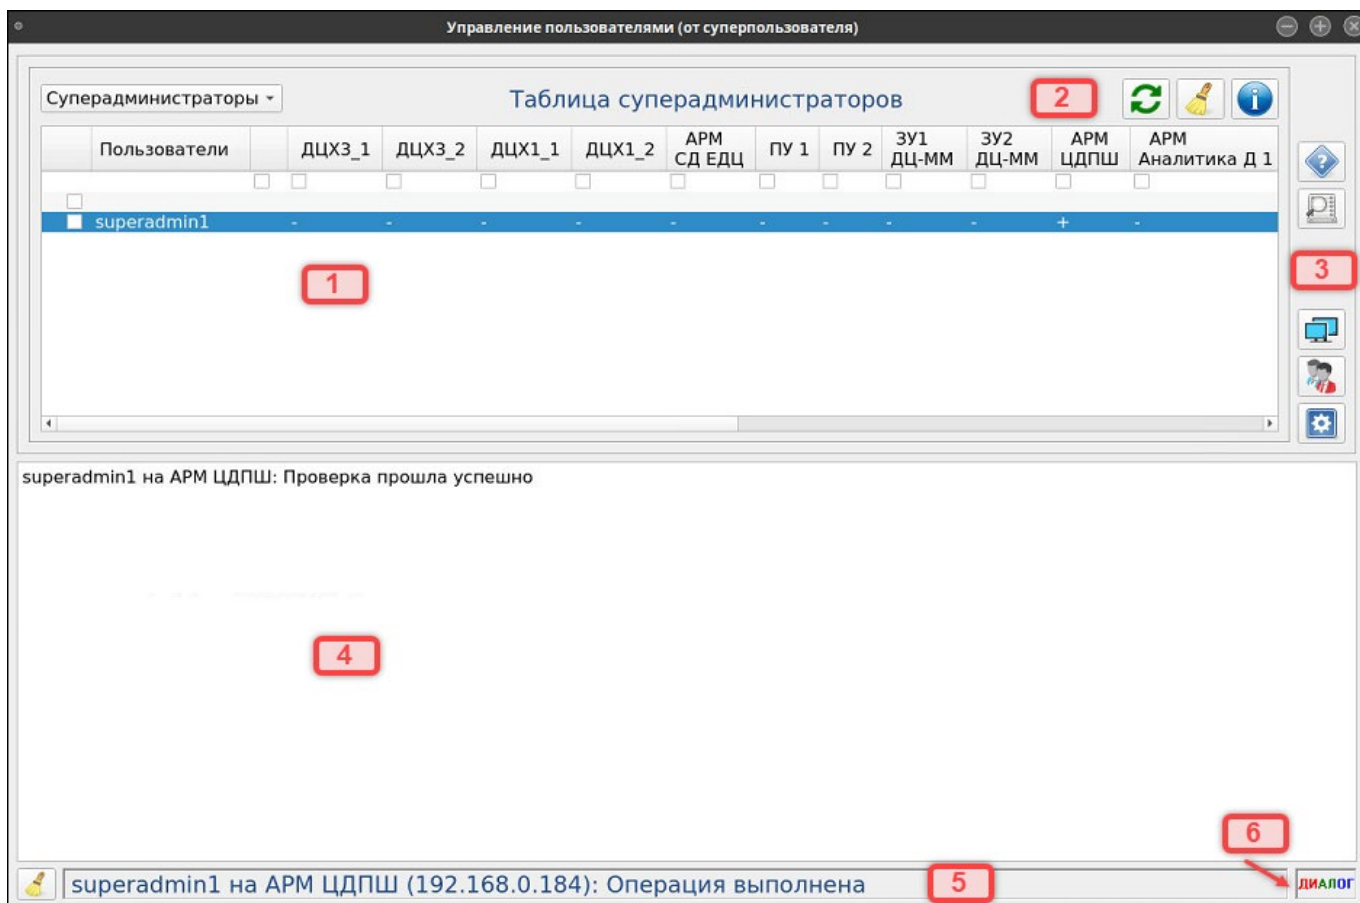 Управление пользователями (от суперпользователя)
Суперадминистраторы
Таблица суперадминистраторов
2
Пользователи ДЦХ3_1 ДЦХ3_2 ДЦХ1_1 ДЦХ1_2 АРМ СД ЕДЦ ПУ 1 ПУ 2 ЗУ1 ДЦ-ММ ЗУ2 ДЦ-ММ АРМ ЦДПШ АРМ Аналитика Д 1
superadmin1 - - - - - - - - - + -
1
3
superadmin1 на АРМ ЦДПШ: Проверка прошла успешно
4
6
superadmin1 на АРМ ЦДПШ (192.168.0.184): Операция выполнена
5
ДИАЛОГ